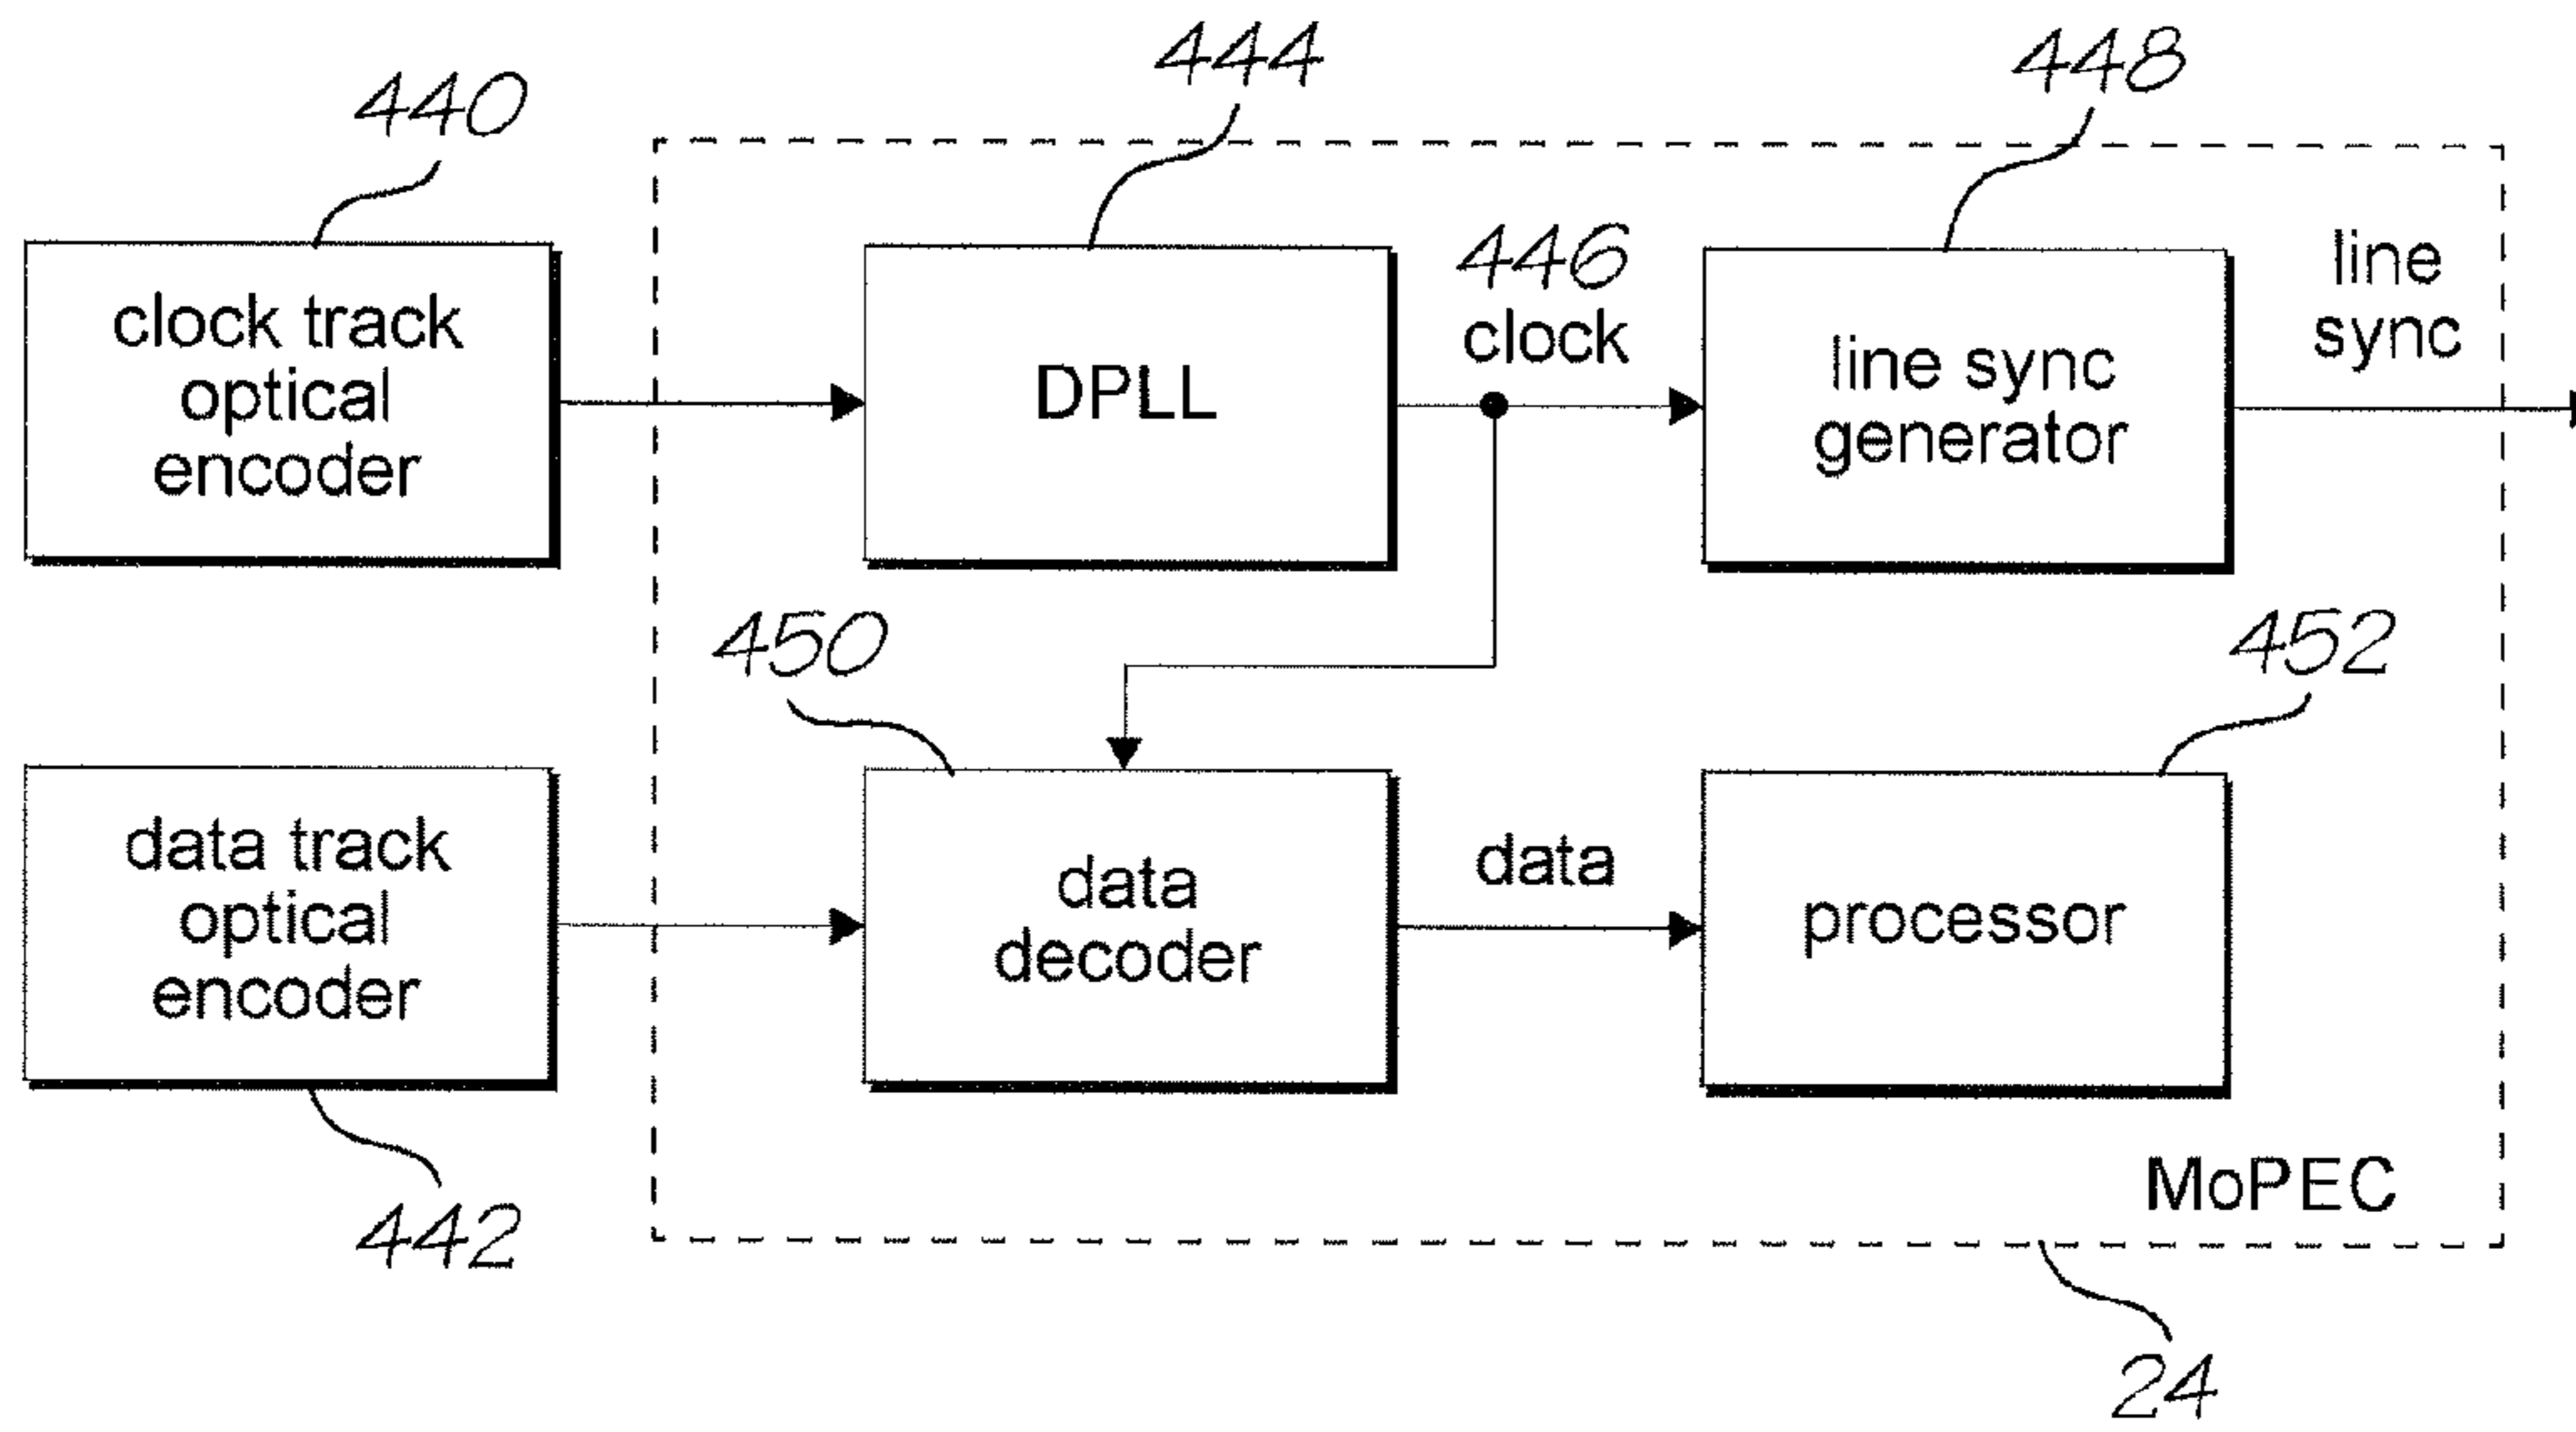 440
444
448
clock track
optical
encoder
DPLL
446
clock
line sync
generator
line
sync
450
452
data track
optical
encoder
data
decoder
data
processor
442
MoPEC
24